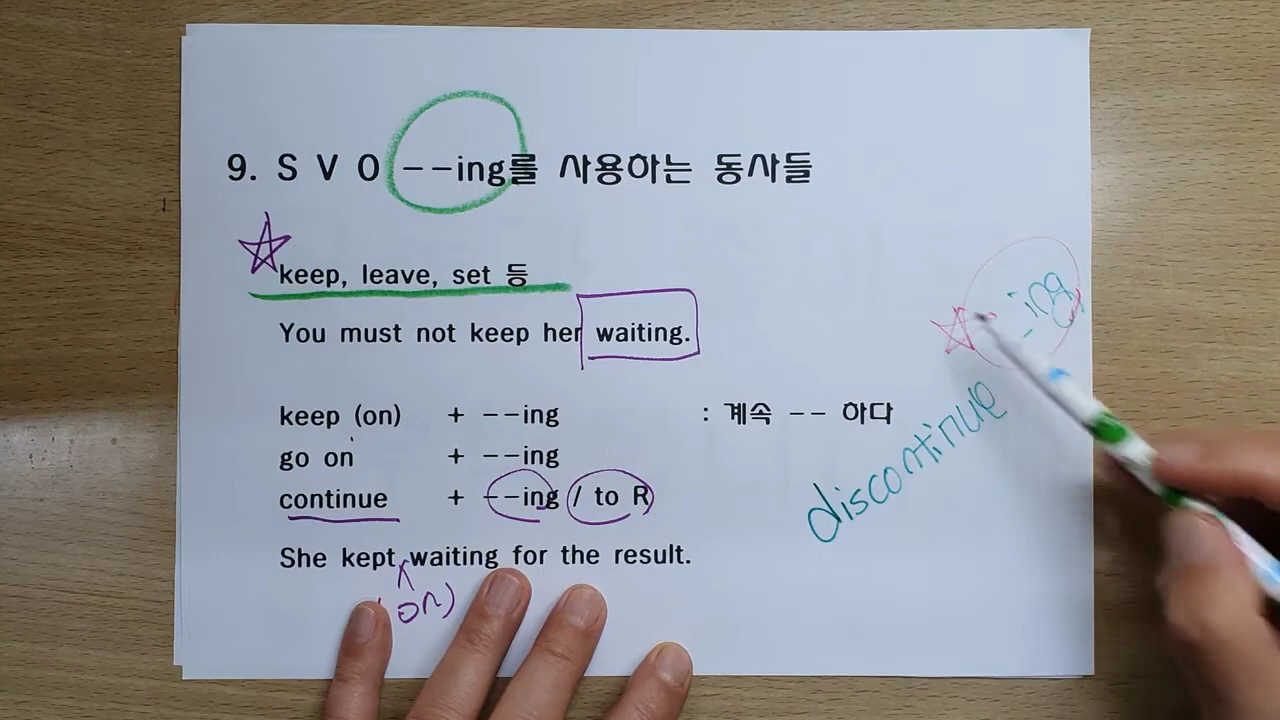 9. S V O --ing를 사용하는 동사들
keep, leave, set 등
You must not keep her waiting.
keep (on) + --ing : 계속 -- 하다
go on + --ing
continue + --ing / to R
She kept waiting for the result.
(on)
discontinue
-ing